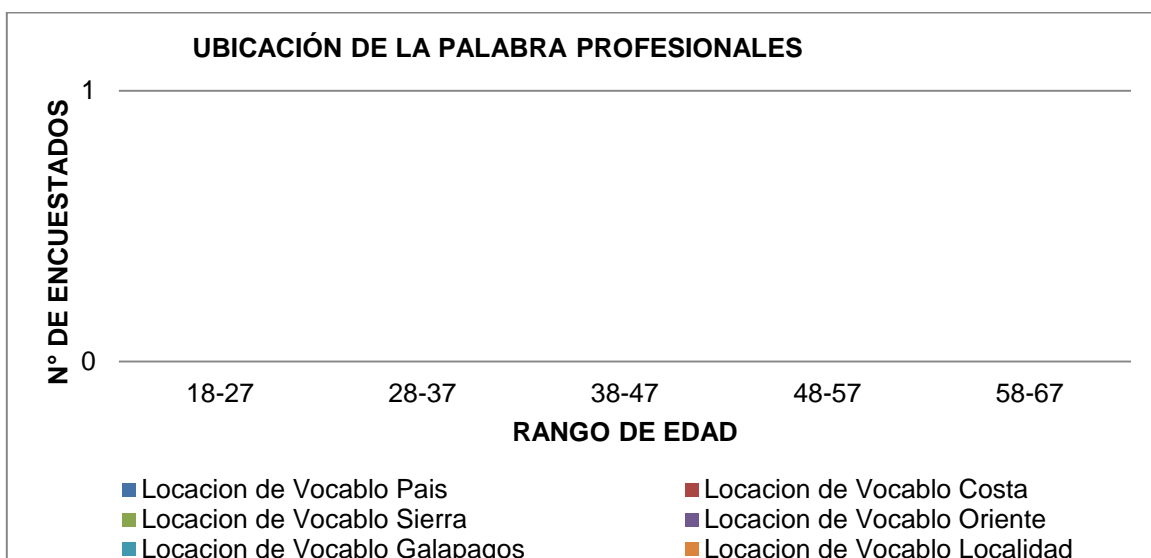 UBICACIÓN DE LA PALABRA PROFESIONALES
N° DE ENCUESTADOS
1
0
18-27 28-37 38-47 48-57 58-67
RANGO DE EDAD
Locacion de Vocablo Pais Locacion de Vocablo Costa
Locacion de Vocablo Sierra Locacion de Vocablo Oriente
Locacion de Vocablo Galapagos Locacion de Vocablo Localidad